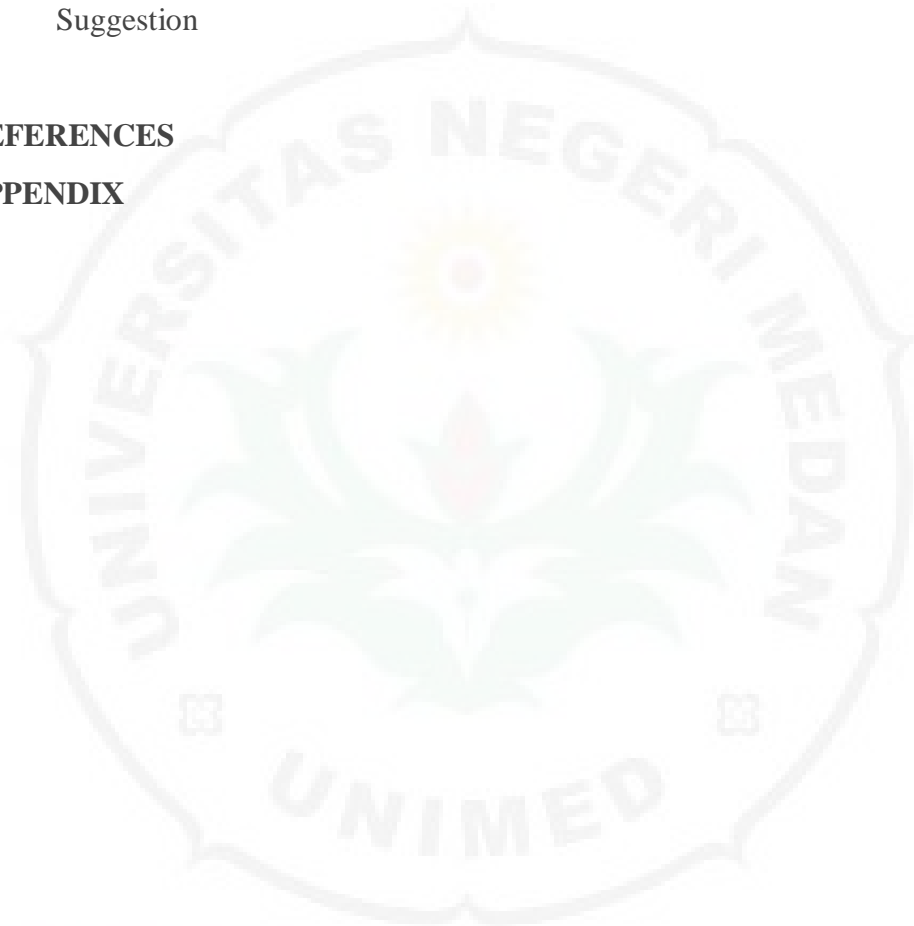 Suggestion
EFERENCES
PPENDIX
UNIVERSITAS NEGERI MEDAN
UNIMED